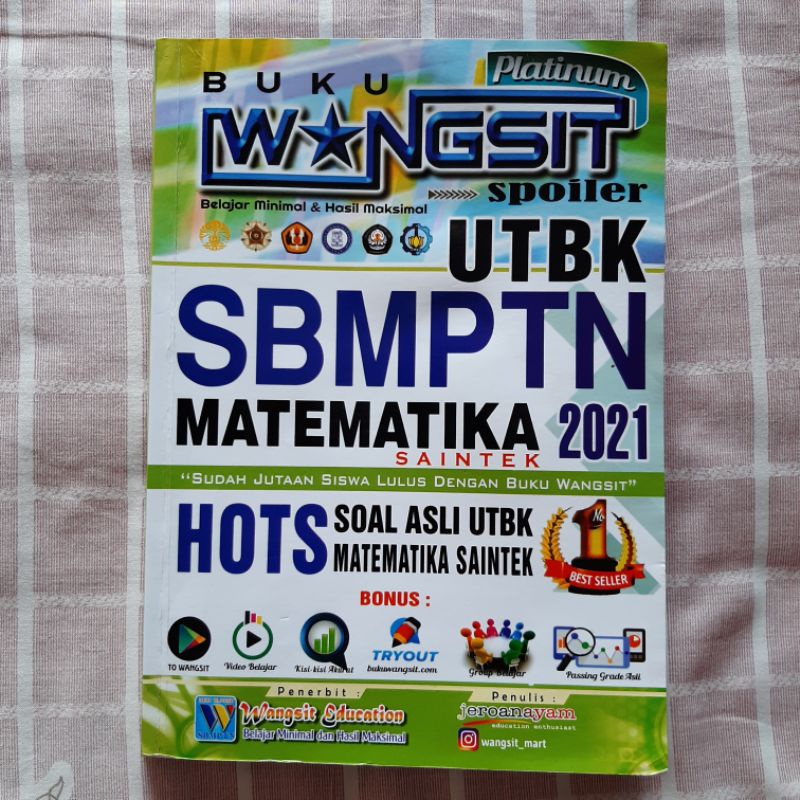 BUKU
Platinum
WANGSIT
spoiler
Belajar Minimal & Hasil Maksimal
UTBK
SBMPTN
MATEMATIKA 2021
SAINTEK
"SUDAH JUTAAN SISWA LULUS DENGAN BUKU WANGSIT"
HOTS SOAL ASLI UTBK
MATEMATIKA SAINTEK
No
1
BEST SELLER
BONUS :
TRYOUT
TO WANGSIT Video Belajar Kisi-kisi Akurat bukuwangsit.com Group Belajar Passing Grade Asli
Penerbit : Penulis :
W
SBMPTN
Wangsit Education
Belajar Minimal dan Hasil Maksimal
jeroanayam
education enthusiast
wangsit_mart